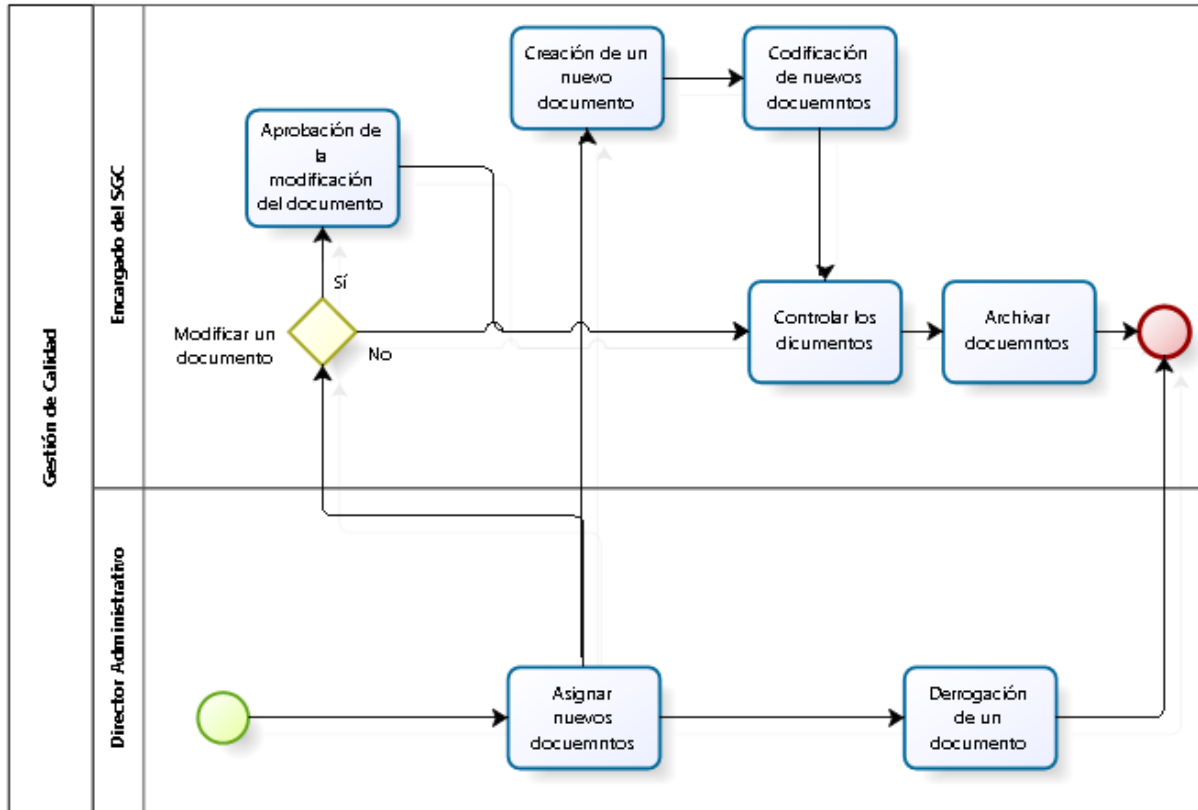 Gestión de Calidad
Encargado del SGC
Creación de un
nuevo
documento
Codificación
de nuevos
docuemntos
Aprobación de
la
modificación
del documento
Sí
Modificar un
documento
No
Controlar los
dicumentos
Archivar
docuemntos
Director Administrativo
Asignar
nuevos
docuemntos
Derrogación
de un
documento